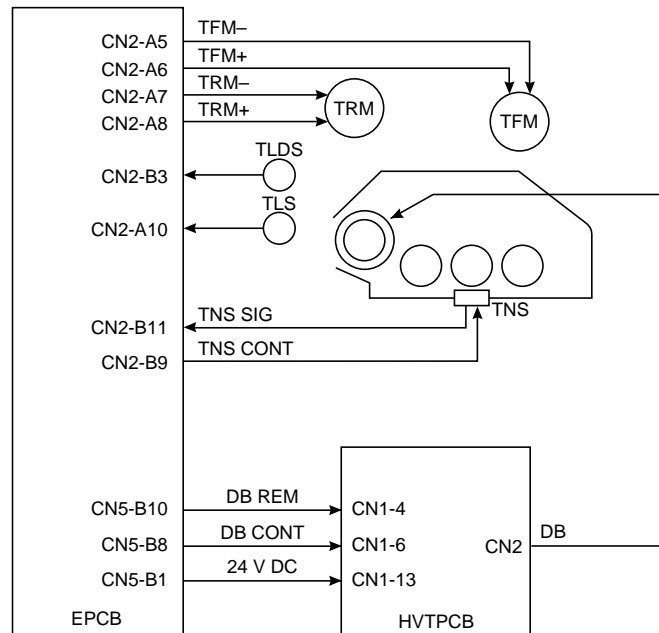 CN2-A5 TFM–
CN2-A6 TFM+
CN2-A7 TRM–
CN2-A8 TRM+
TRM
TFM
CN2-B3 TLDS
CN2-A10 TLS
TNS
CN2-B11 TNS SIG
CN2-B9 TNS CONT
CN5-B10 DB REM CN1-4
CN5-B8 DB CONT CN1-6
CN2 DB
CN5-B1 24 V DC CN1-13
EPCB HVTPCB